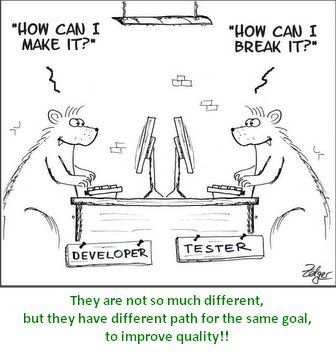 "HOW CAN I
MAKE IT?"
"HOW CAN I
BREAK IT?"
DEVELOPER
TESTER
Zelger
They are not so much different,
but they have different path for the same goal,
to improve quality!!